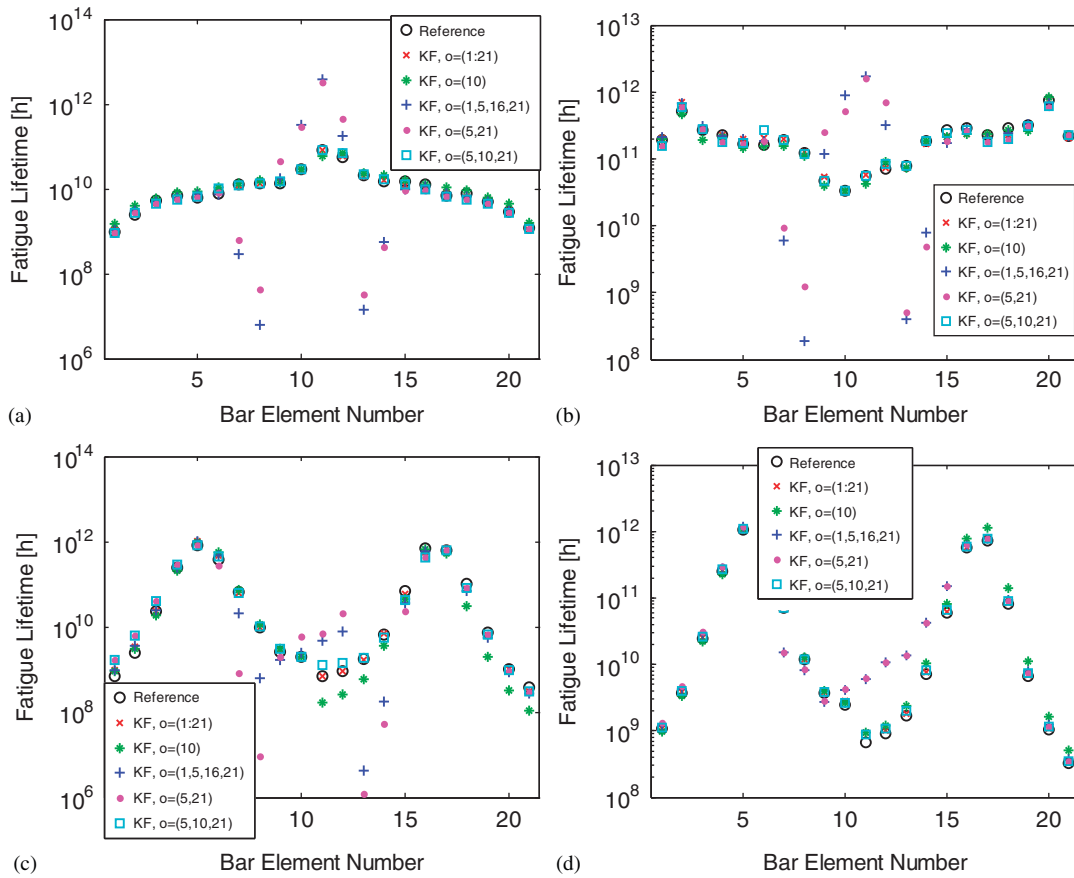 10^14
10^12
10^10
10^8
10^6
Fatigue Lifetime [h]
Reference
KF, o=(1:21)
KF, o=(10)
KF, o=(1,5,16,21)
KF, o=(5,21)
KF, o=(5,10,21)
5
10
15
20
(a)
Bar Element Number
10^13
10^12
10^11
10^10
10^9
10^8
Fatigue Lifetime [h]
Reference
KF, o=(1:21)
KF, o=(10)
KF, o=(1,5,16,21)
KF, o=(5,21)
KF, o=(5,10,21)
5
10
15
20
(b)
Bar Element Number
10^14
10^12
10^10
10^8
10^6
Fatigue Lifetime [h]
Reference
KF, o=(1:21)
KF, o=(10)
KF, o=(1,5,16,21)
KF, o=(5,21)
KF, o=(5,10,21)
5
10
15
20
(c)
Bar Element Number
10^13
10^12
10^11
10^10
10^9
10^8
Fatigue Lifetime [h]
Reference
KF, o=(1:21)
KF, o=(10)
KF, o=(1,5,16,21)
KF, o=(5,21)
KF, o=(5,10,21)
5
10
15
20
(d)
Bar Element Number